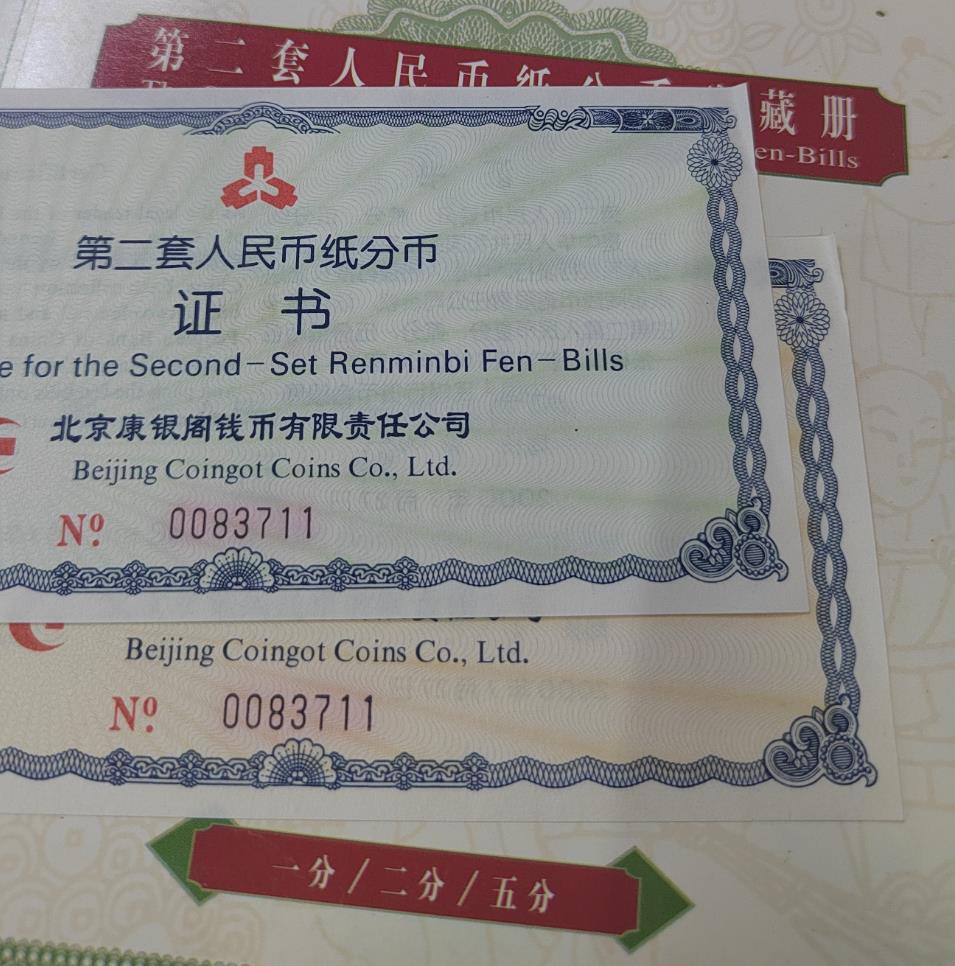 第二套人民币纸分币 藏册
en-Bills
第二套人民币纸分币
证 书
e for the Second-Set Renminbi Fen-Bills
北京康银阁钱币有限责任公司
Beijing Coingot Coins Co., Ltd.
Nº 0083711
Beijing Coingot Coins Co., Ltd.
Nº 0083711
一分/二分/五分